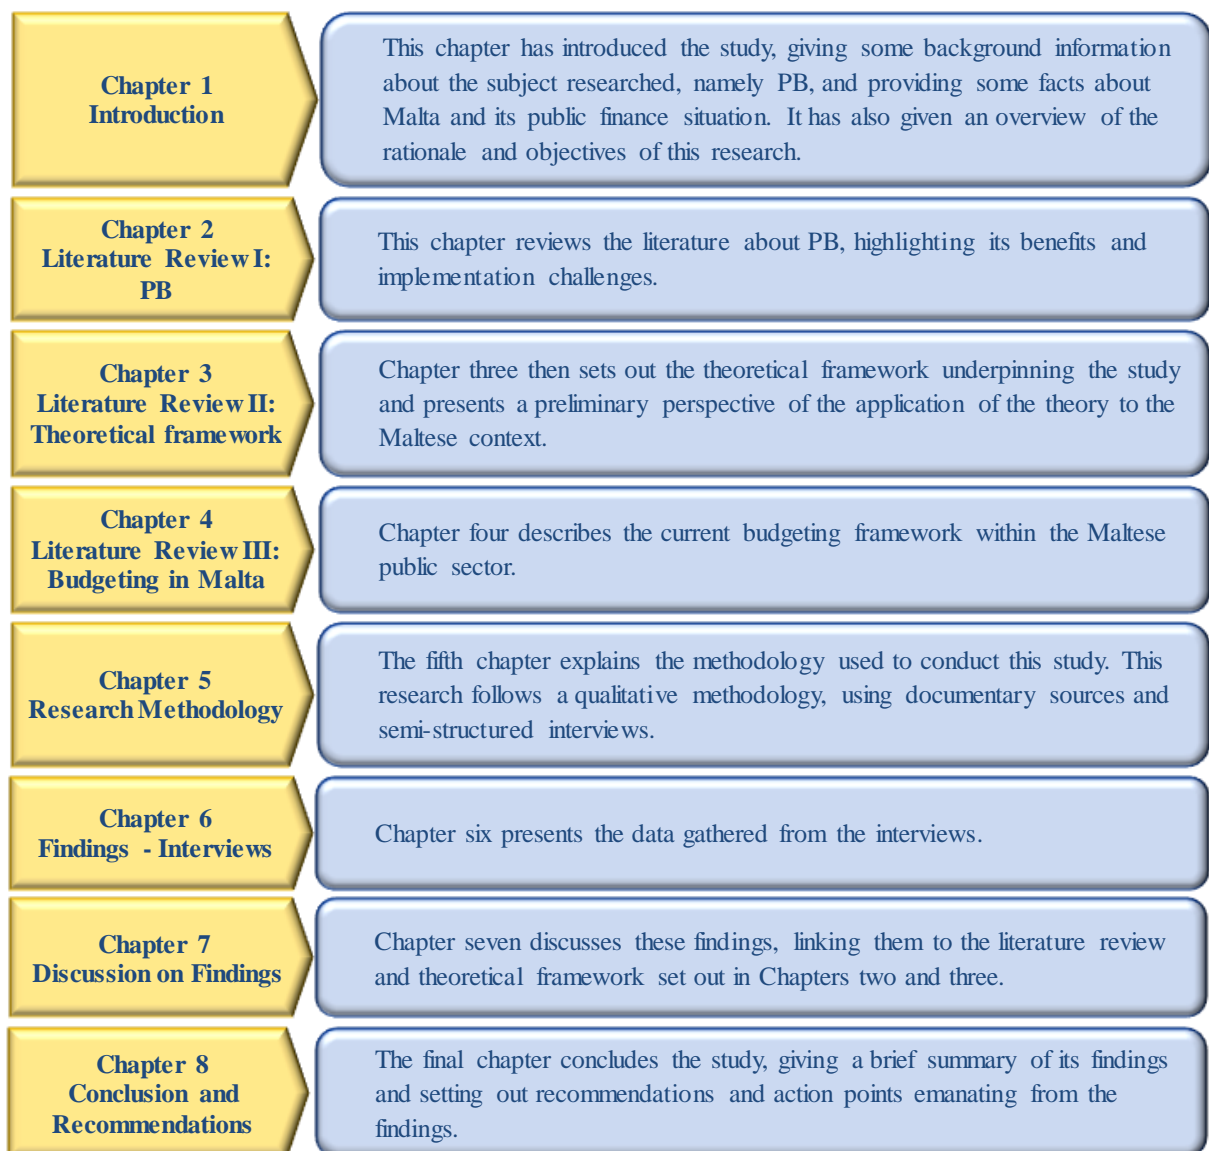 Chapter 1
Introduction
This chapter has introduced the study, giving some background information
about the subject researched, namely PB, and providing some facts about
Malta and its public finance situation. It has also given an overview of the
rationale and objectives of this research.
Chapter 2
Literature Review I:
PB
This chapter reviews the literature about PB, highlighting its benefits and
implementation challenges.
Chapter 3
Literature Review II:
Theoretical framework
Chapter three then sets out the theoretical framework underpinning the study
and presents a preliminary perspective of the application of the theory to the
Maltese context.
Chapter 4
Literature Review III:
Budgeting in Malta
Chapter four describes the current budgeting framework within the Maltese
public sector.
Chapter 5
Research Methodology
The fifth chapter explains the methodology used to conduct this study. This
research follows a qualitative methodology, using documentary sources and
semi-structured interviews.
Chapter 6
Findings - Interviews
Chapter six presents the data gathered from the interviews.
Chapter 7
Discussion on Findings
Chapter seven discusses these findings, linking them to the literature review
and theoretical framework set out in Chapters two and three.
Chapter 8
Conclusion and
Recommendations
The final chapter concludes the study, giving a brief summary of its findings
and setting out recommendations and action points emanating from the
findings.